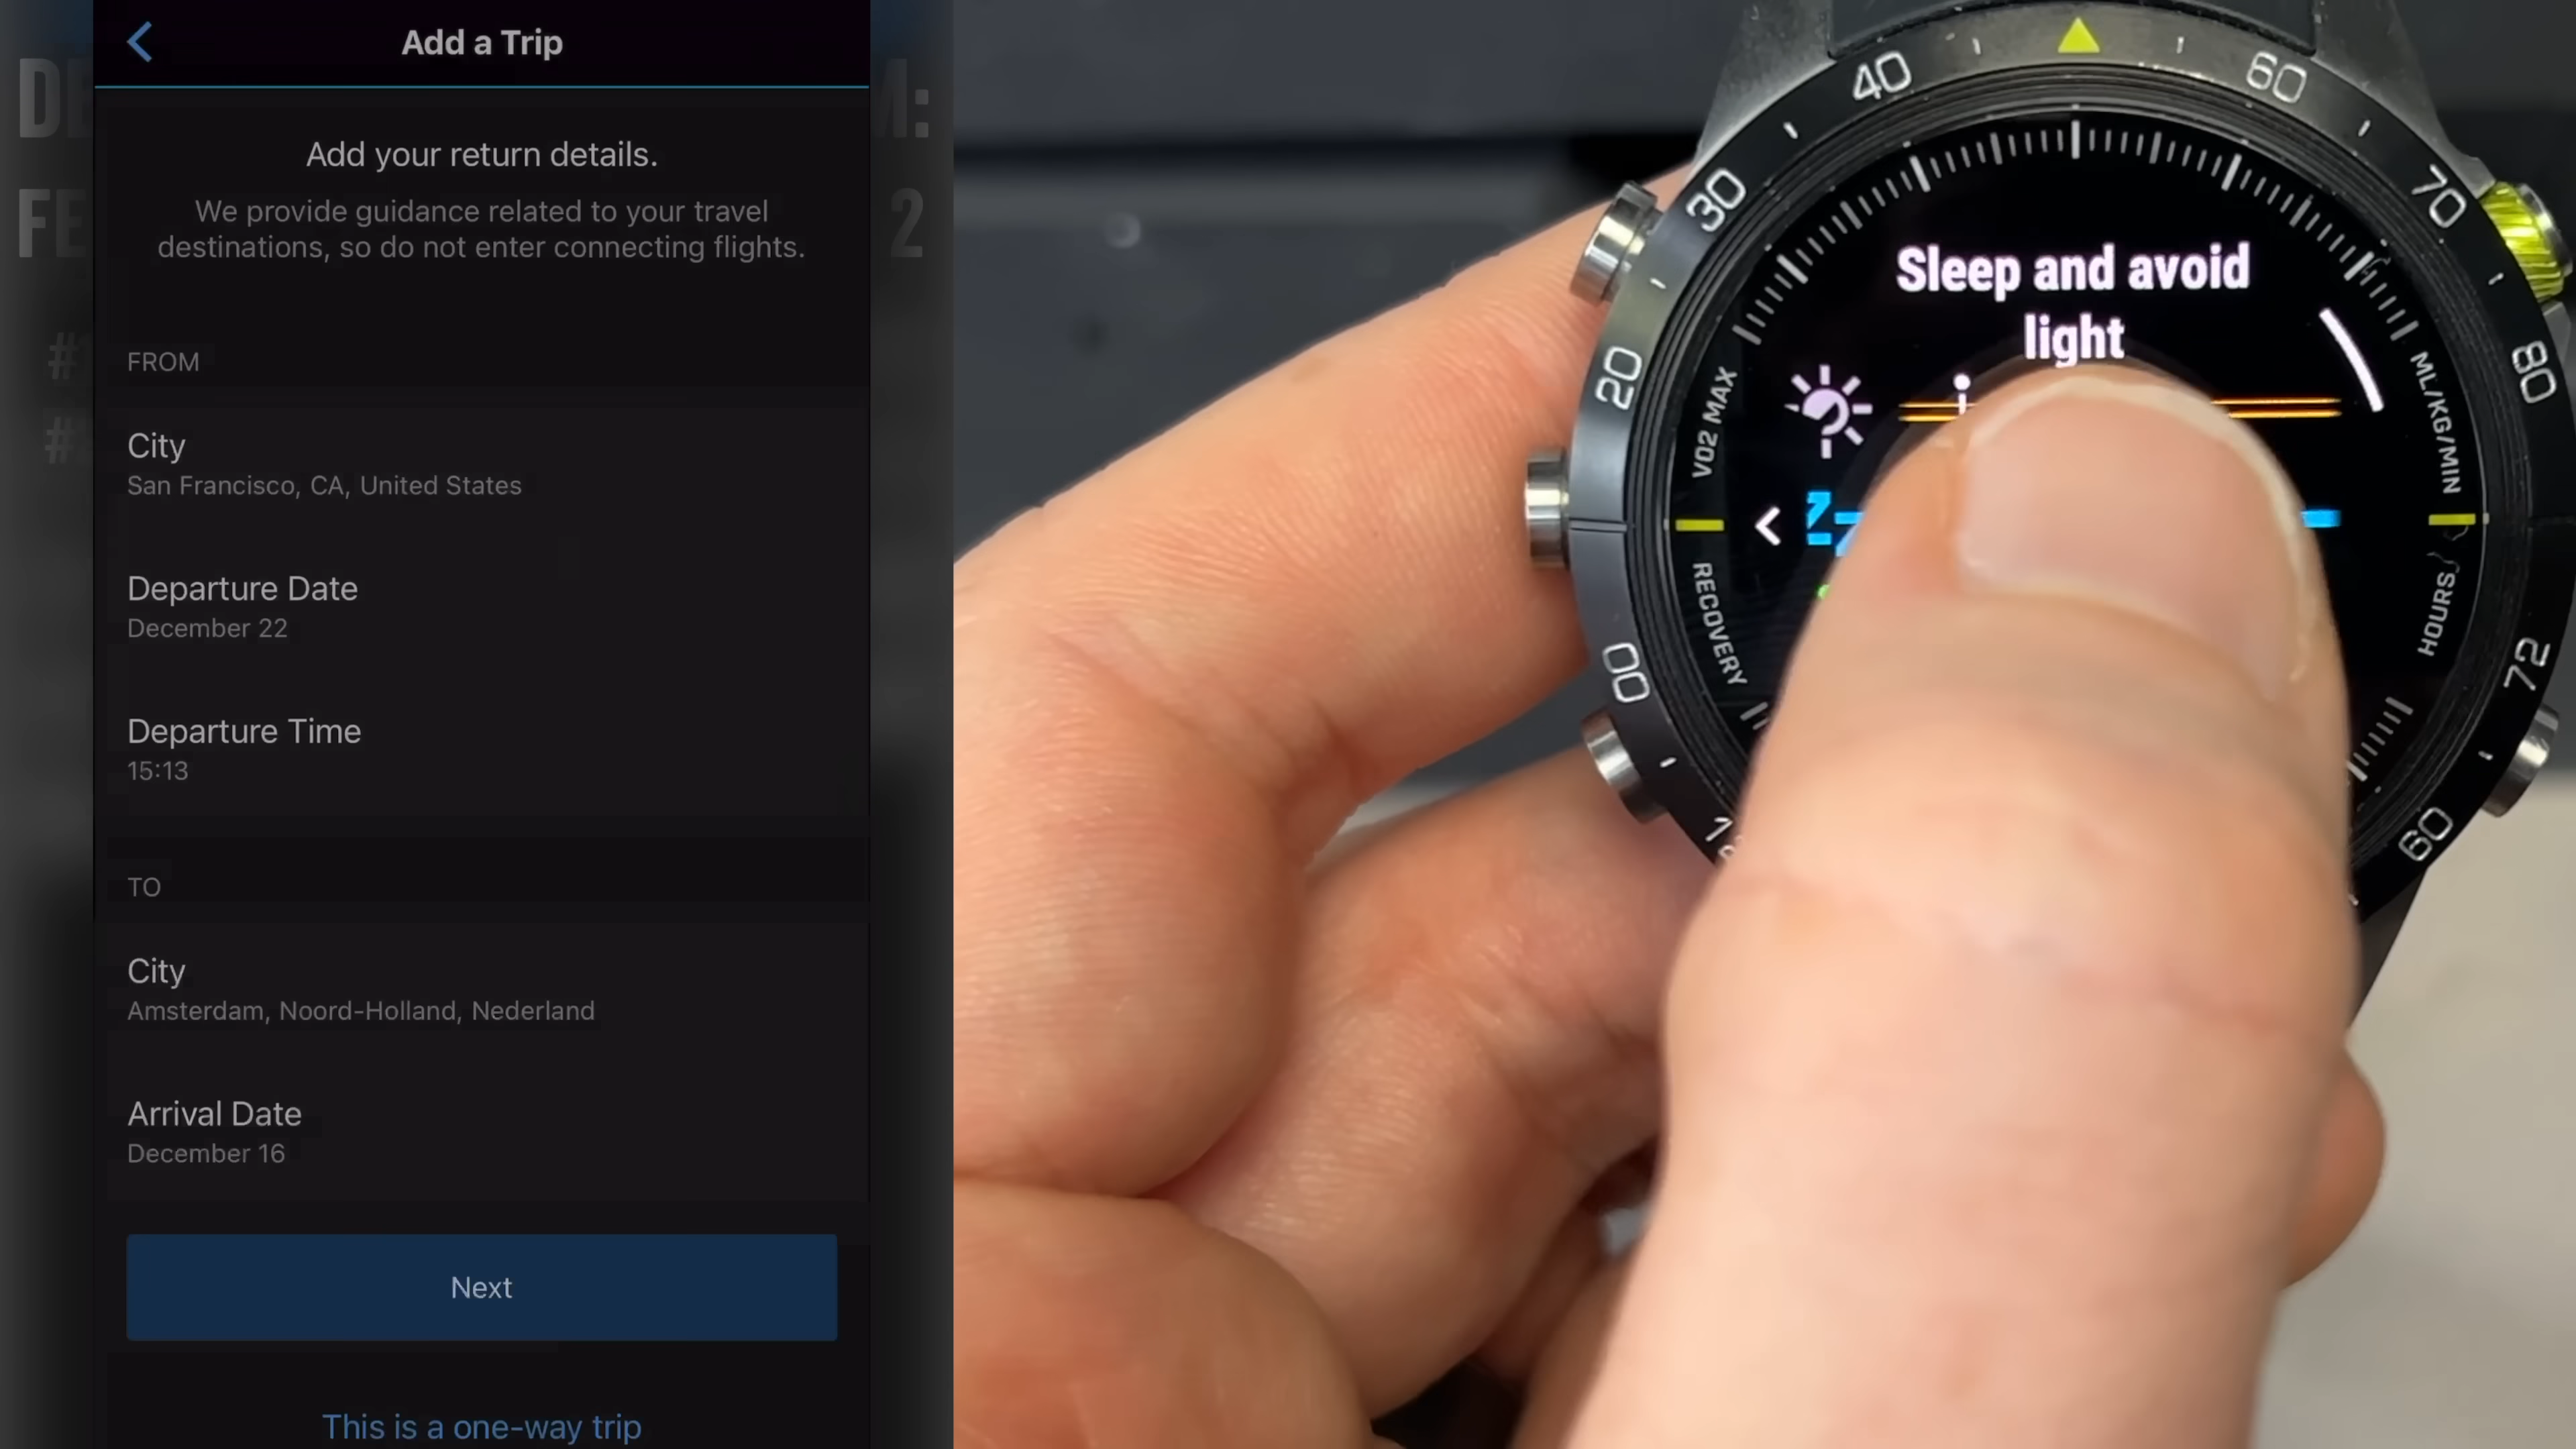 Add a Trip
Add your return details.
We provide guidance related to your travel
destinations, so do not enter connecting flights.
FROM
City
San Francisco, CA, United States
Departure Date
December 22
Departure Time
15:13
TO
City
Amsterdam, Noord-Holland, Nederland
Arrival Date
December 16
Next
This is a one-way trip
2
40
60
30
70
20
80
00
72
60
Sleep and avoid
light
VO2 MAX
ML/KG/MIN
RECOVERY
HOURS